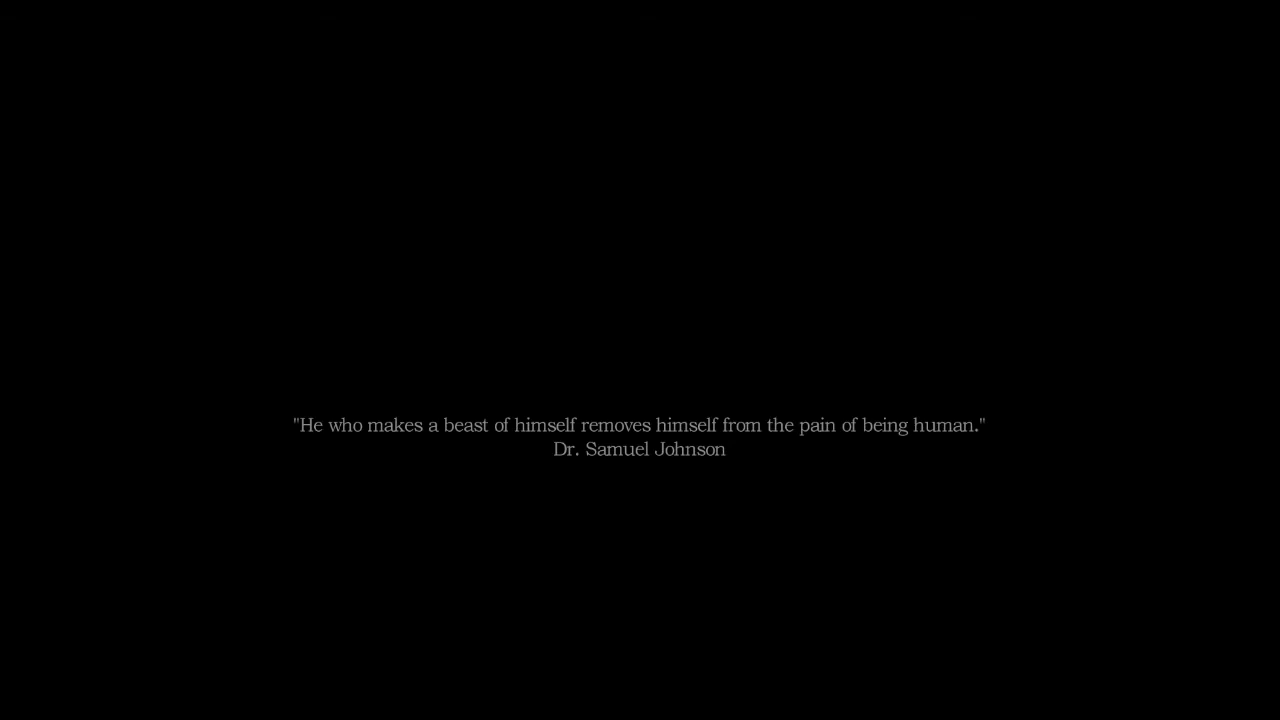 "He who makes a beast of himself removes himself from the pain of being human."
Dr. Samuel Johnson